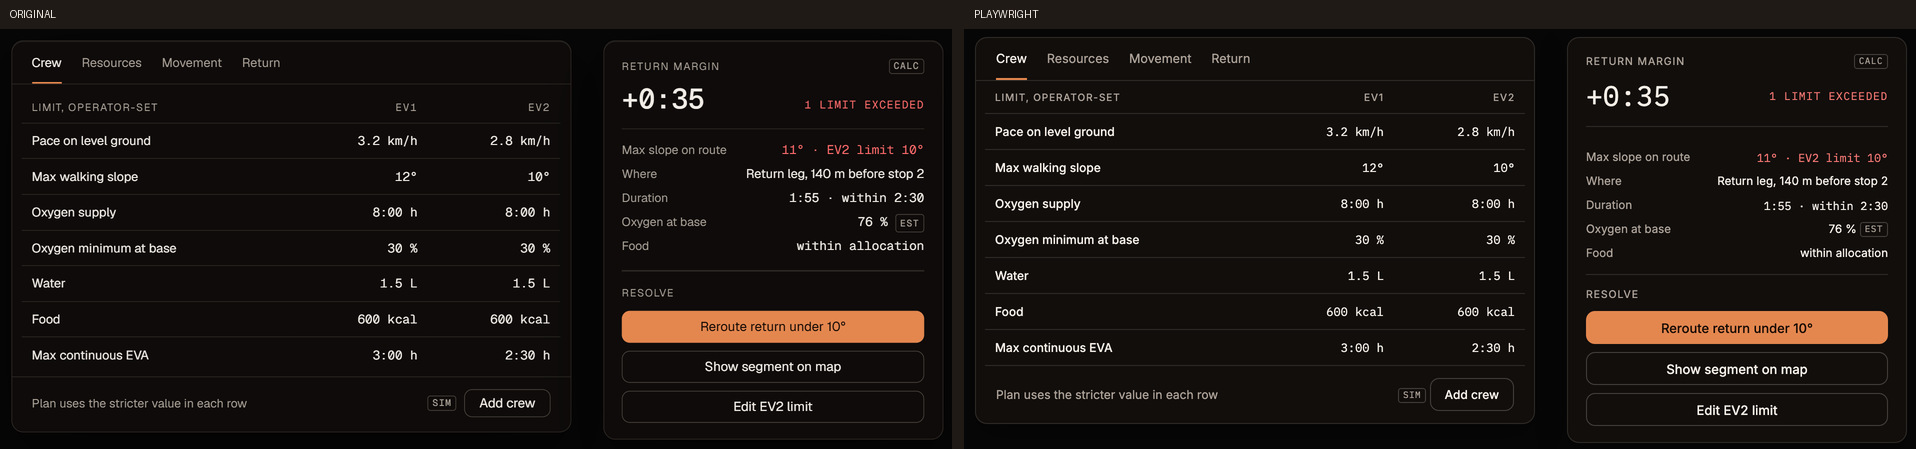 ORIGINAL
Crew Resources Movement Return
LIMIT, OPERATOR-SET EV1 EV2
Pace on level ground 3.2 km/h 2.8 km/h
Max walking slope 12° 10°
Oxygen supply 8:00 h 8:00 h
Oxygen minimum at base 30 % 30 %
Water 1.5 L 1.5 L
Food 600 kcal 600 kcal
Max continuous EVA 3:00 h 2:30 h
Plan uses the stricter value in each row SIM Add crew
RETURN MARGIN CALC
+0:35 1 LIMIT EXCEEDED
Max slope on route 11° · EV2 limit 10°
Where Return leg, 140 m before stop 2
Duration 1:55 · within 2:30
Oxygen at base 76 % EST
Food within allocation
RESOLVE
Reroute return under 10°
Show segment on map
Edit EV2 limit
PLAYWRIGHT
Crew Resources Movement Return
LIMIT, OPERATOR-SET EV1 EV2
Pace on level ground 3.2 km/h 2.8 km/h
Max walking slope 12° 10°
Oxygen supply 8:00 h 8:00 h
Oxygen minimum at base 30 % 30 %
Water 1.5 L 1.5 L
Food 600 kcal 600 kcal
Max continuous EVA 3:00 h 2:30 h
Plan uses the stricter value in each row SIM Add crew
RETURN MARGIN CALC
+0:35 1 LIMIT EXCEEDED
Max slope on route 11° · EV2 limit 10°
Where Return leg, 140 m before stop 2
Duration 1:55 · within 2:30
Oxygen at base 76 % EST
Food within allocation
RESOLVE
Reroute return under 10°
Show segment on map
Edit EV2 limit